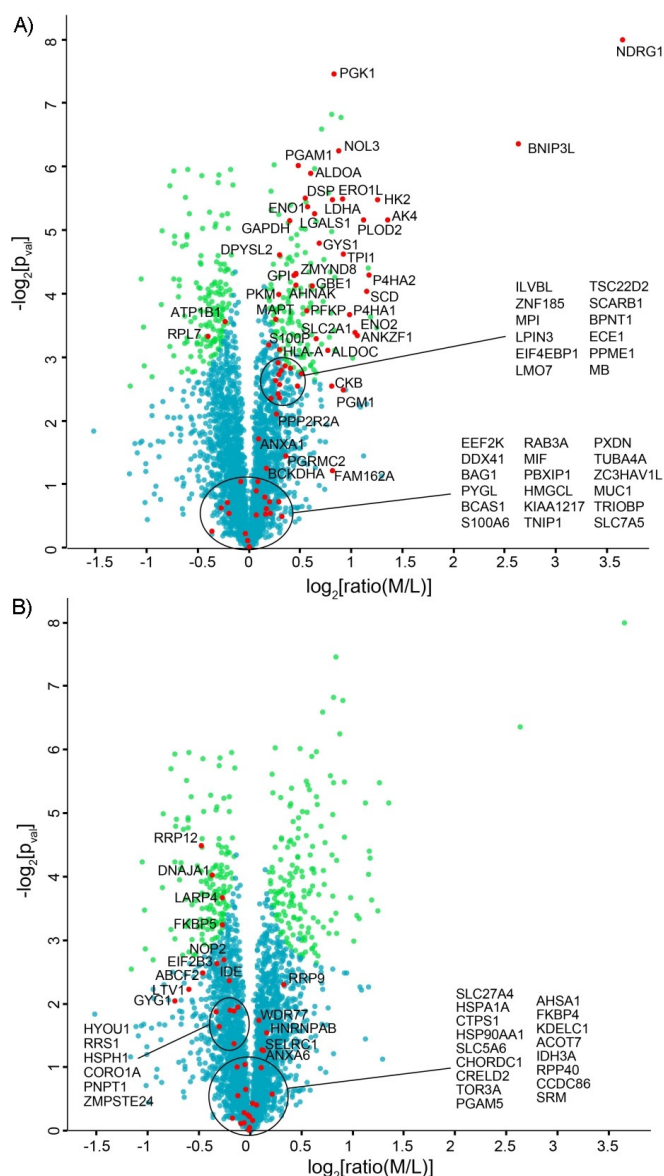 A)
8
NDRG1
PGK1
7
NOL3
BNIP3L
PGAM1
6
ALDOA
DSP ERO1L
HK2
ENO1 LDHA
AK4
LGALS1 PLOD2
5
GAPDH
GYS1
DPYSL2
TPI1
-log2[pval]
ZMYND8
GPI
GBE1 P4HA2
4
PKM AHNAK
SCD
MAPT PFKP P4HA1
ATP1B1
SLC2A1 ENO2
RPL7
S100P ANKZF1
3
HLA-A ALDOC
CKB
PGM1
2
PPP2R2A
ANXA1
PGRMC2
BCKDHA FAM162A
1
0
ILVBL TSC22D2
ZNF185 SCARB1
MPI BPNT1
LPIN3 ECE1
EIF4EBP1 PPME1
LMO7 MB
EEF2K RAB3A PXDN
DDX41 MIF TUBA4A
BAG1 PBXIP1 ZC3HAV1L
PYGL HMGCL MUC1
BCAS1 KIAA1217 TRIOBP
S100A6 TNIP1 SLC7A5
-1.5 -1 -0.5 0 0.5 1 1.5 2 2.5 3 3.5
log2[ratio(M/L)]
B)
8
7
6
5
RRP12
-log2[pval]
4
DNAJA1
LARP4
FKBP5
3
NOP2
EIF2B3
ABCF2 IDE
LTV1
RRP9
GYG1
2
WDR77
HNRNPAB
SELRC1
ANXA6
1
0
HYOU1
RRS1
HSPH1
CORO1A
PNPT1
ZMPSTE24
SLC27A4 AHSA1
HSPA1A FKBP4
CTPS1 KDELC1
HSP90AA1 ACOT7
SLC5A6 IDH3A
CHORDC1 RPP40
CRELD2 CCDC86
TOR3A SRM
PGAM5
-1.5 -1 -0.5 0 0.5 1 1.5 2 2.5 3 3.5
log2[ratio(M/L)]